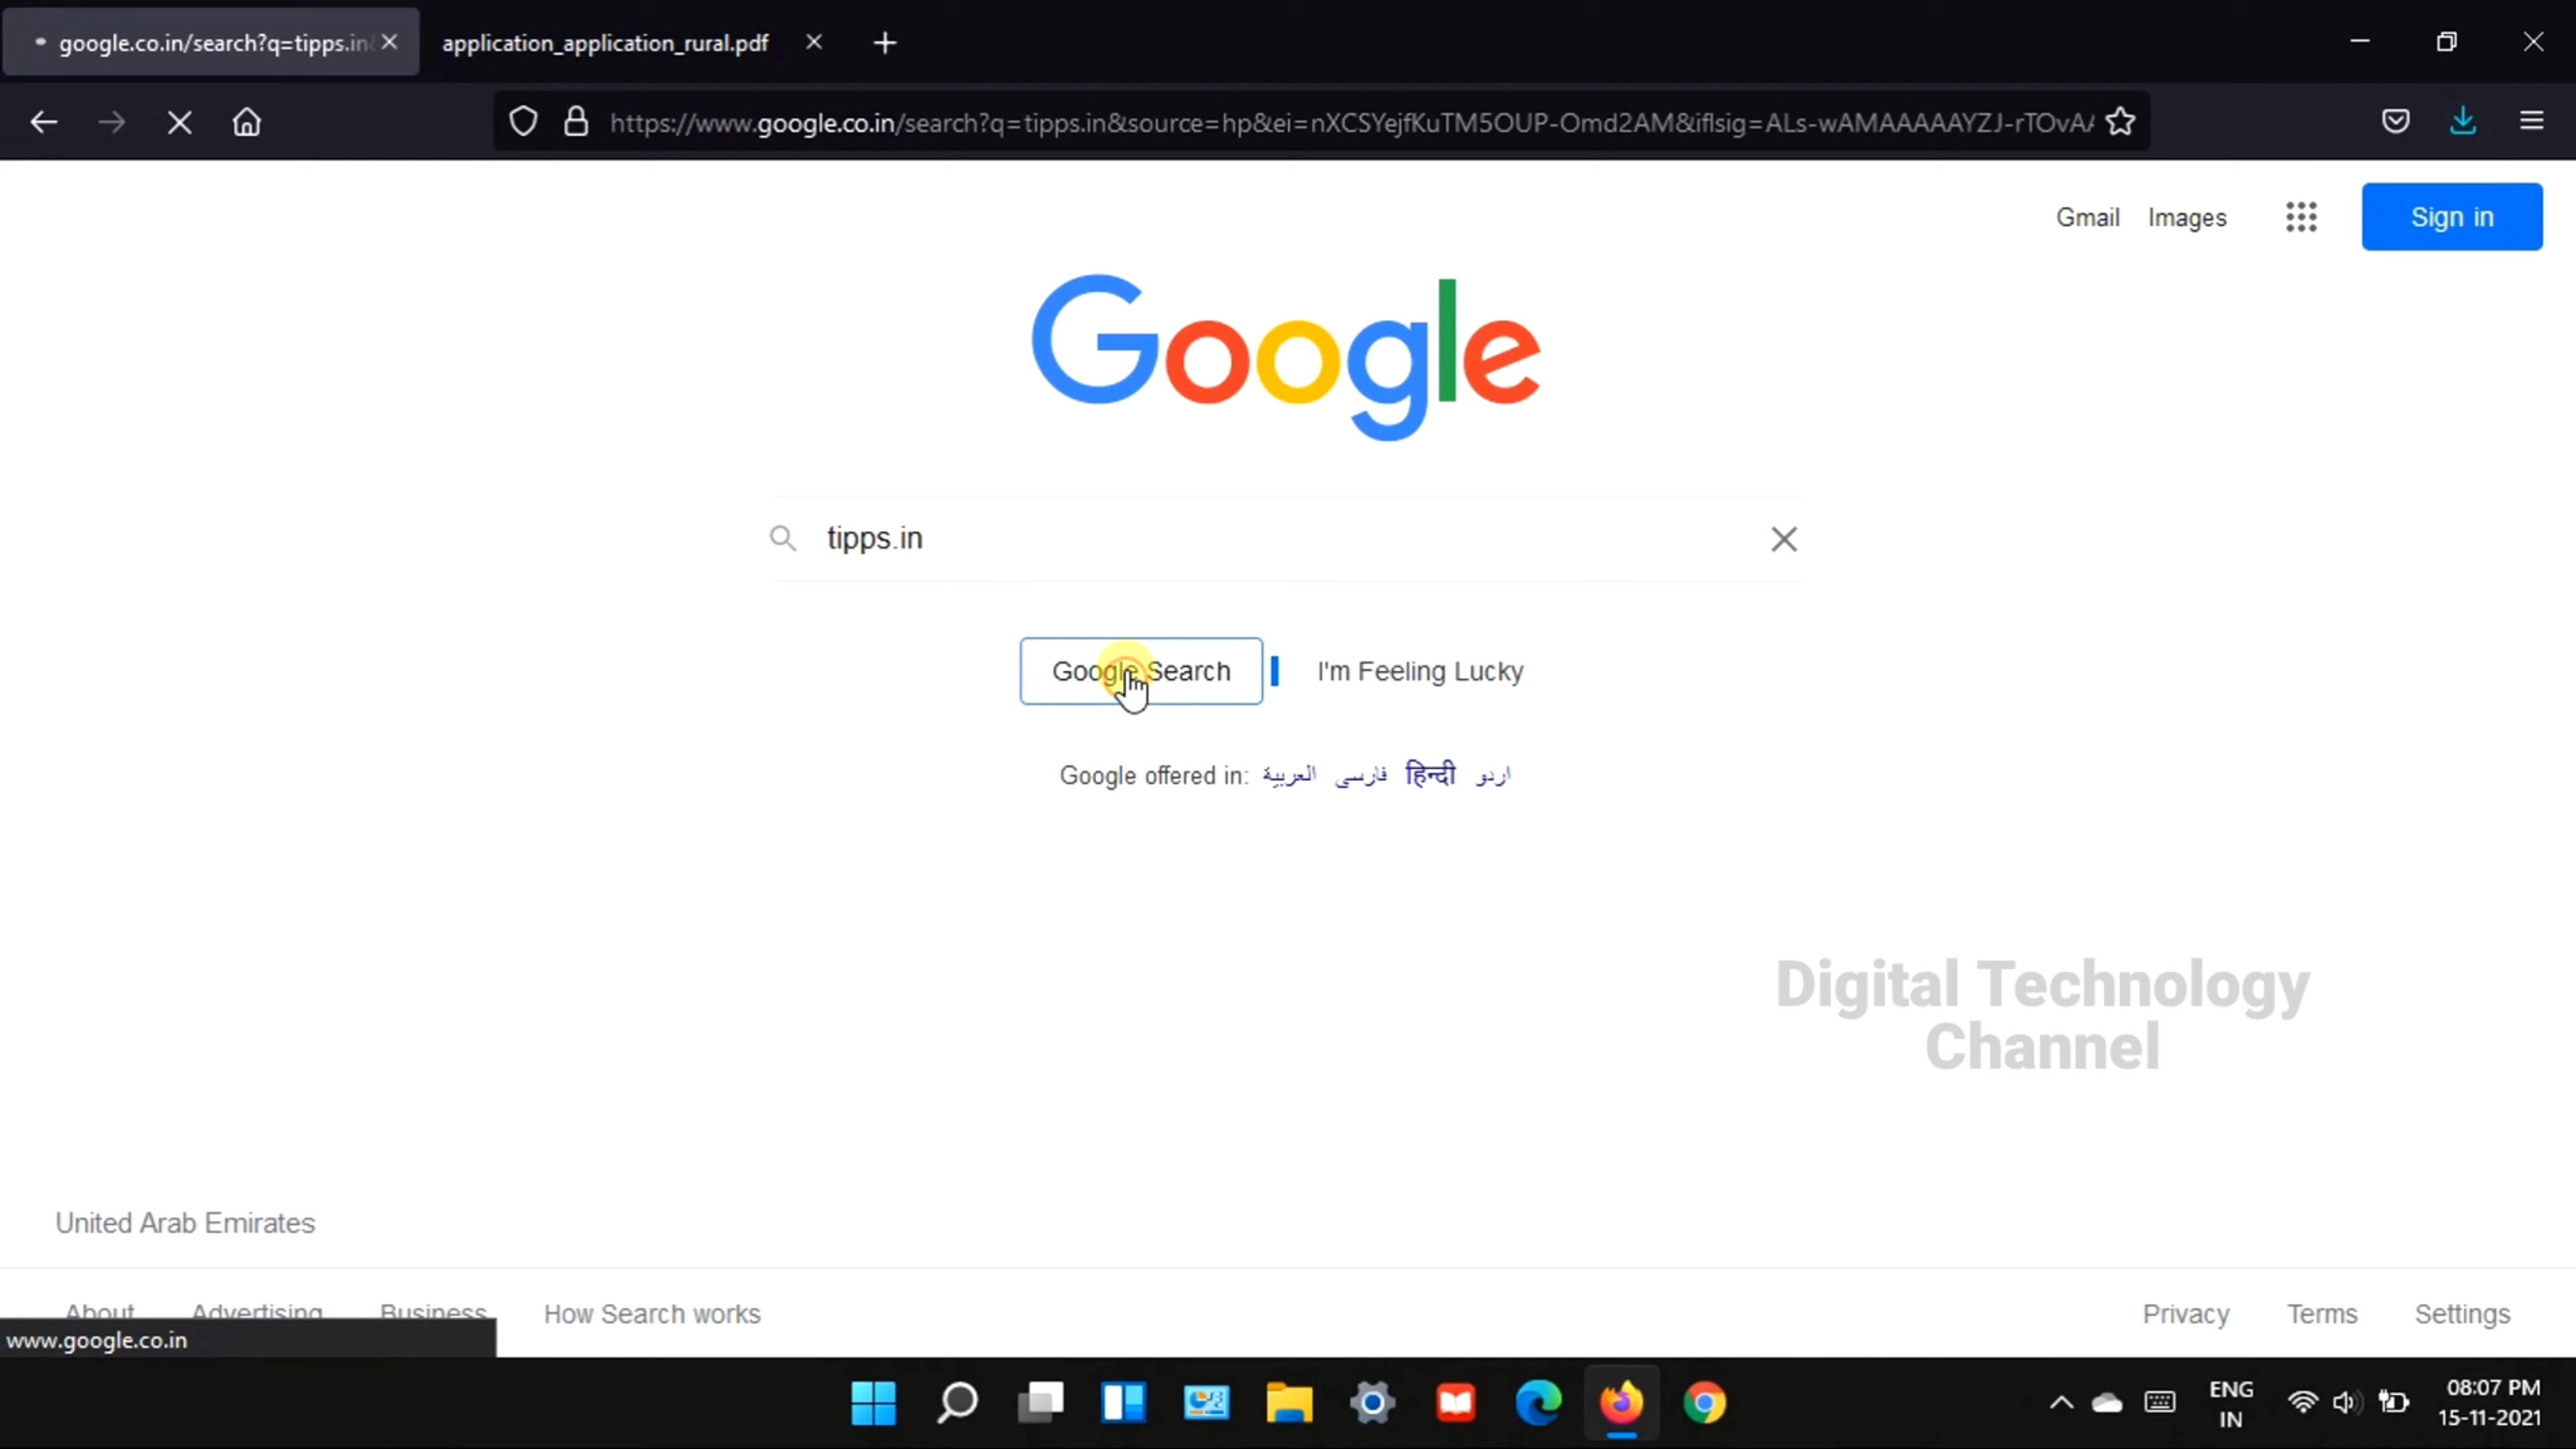 google.co.in/search?q=tipps.in
application_application_rural.pdf
https://www.google.co.in/search?q=tipps.in&source=hp&ei=nXCSYejfKuTM5OUP-Omd2AM&iflsig=ALs-wAMAAAAAYZJ-rTOvAA
Gmail Images Sign in
Google
tipps.in
Google Search I'm Feeling Lucky
Google offered in: العربية فارسی हिन्दी اردو
Digital Technology
Channel
United Arab Emirates
About Advertising Business How Search works Privacy Terms Settings
www.google.co.in
ENG
IN
08:07 PM
15-11-2021